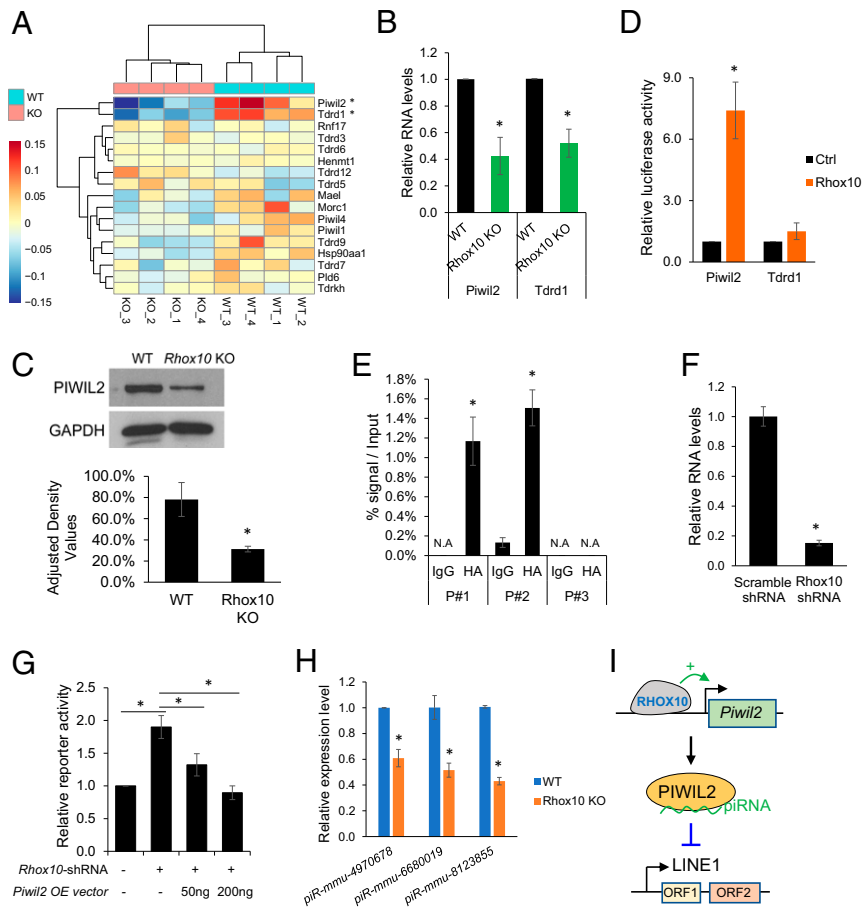 A
WT
KO
0.15
0.10
0.05
0
−0.05
−0.10
−0.15
Piwil2 *
Tdrd1 *
Rnf17
Tdrd3
Tdrd6
Henmt1
Tdrd12
Tdrd5
Mael
Morc1
Piwil4
Piwil1
Tdrd9
Hsp90aa1
Tdrd7
Pld6
Tdrkh
KO_3
KO_2
KO_1
KO_4
WT_3
WT_4
WT_1
WT_2
B
Relative RNA levels
1.2
1.0
0.8
0.6
0.4
0.2
0.0
*
*
WT
Rhox10 KO
WT
Rhox10 KO
Piwil2
Tdrd1
D
Relative luciferase activity
9.0
6.0
3.0
0.0
*
Ctrl
Rhox10
Piwil2
Tdrd1
C
WT Rhox10 KO
PIWIL2
GAPDH
Adjusted Density
Values
100.0%
80.0%
60.0%
40.0%
20.0%
0.0%
*
WT
Rhox10
KO
E
% signal / Input
1.8%
1.6%
1.4%
1.2%
1.0%
0.8%
0.6%
0.4%
0.2%
0.0%
*
*
N.A
N.A N.A
IgG HA IgG HA IgG HA
P#1 P#2 P#3
F
Relative RNA levels
1.2
1.0
0.8
0.6
0.4
0.2
0.0
*
Scramble
shRNA
Rhox10
shRNA
G
Relative reporter activity
2.5
2.0
1.5
1.0
0.5
0.0
*
*
*
Rhox10-shRNA - + + +
Piwil2 OE vector - - 50ng 200ng
H
Relative expression level
1.2
1.0
0.8
0.6
0.4
0.2
0.0
*
*
*
WT
Rhox10 KO
piR-mmu-4970678
piR-mmu-6680019
piR-mmu-8123855
I
+
RHOX10
Piwil2
PIWIL2
piRNA
LINE1
ORF1
ORF2